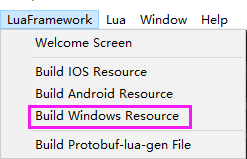 LuaFramework Lua Window Help
Welcome Screen
Build IOS Resource
Build Android Resource
Build Windows Resource
Build Protobuf-lua-gen File